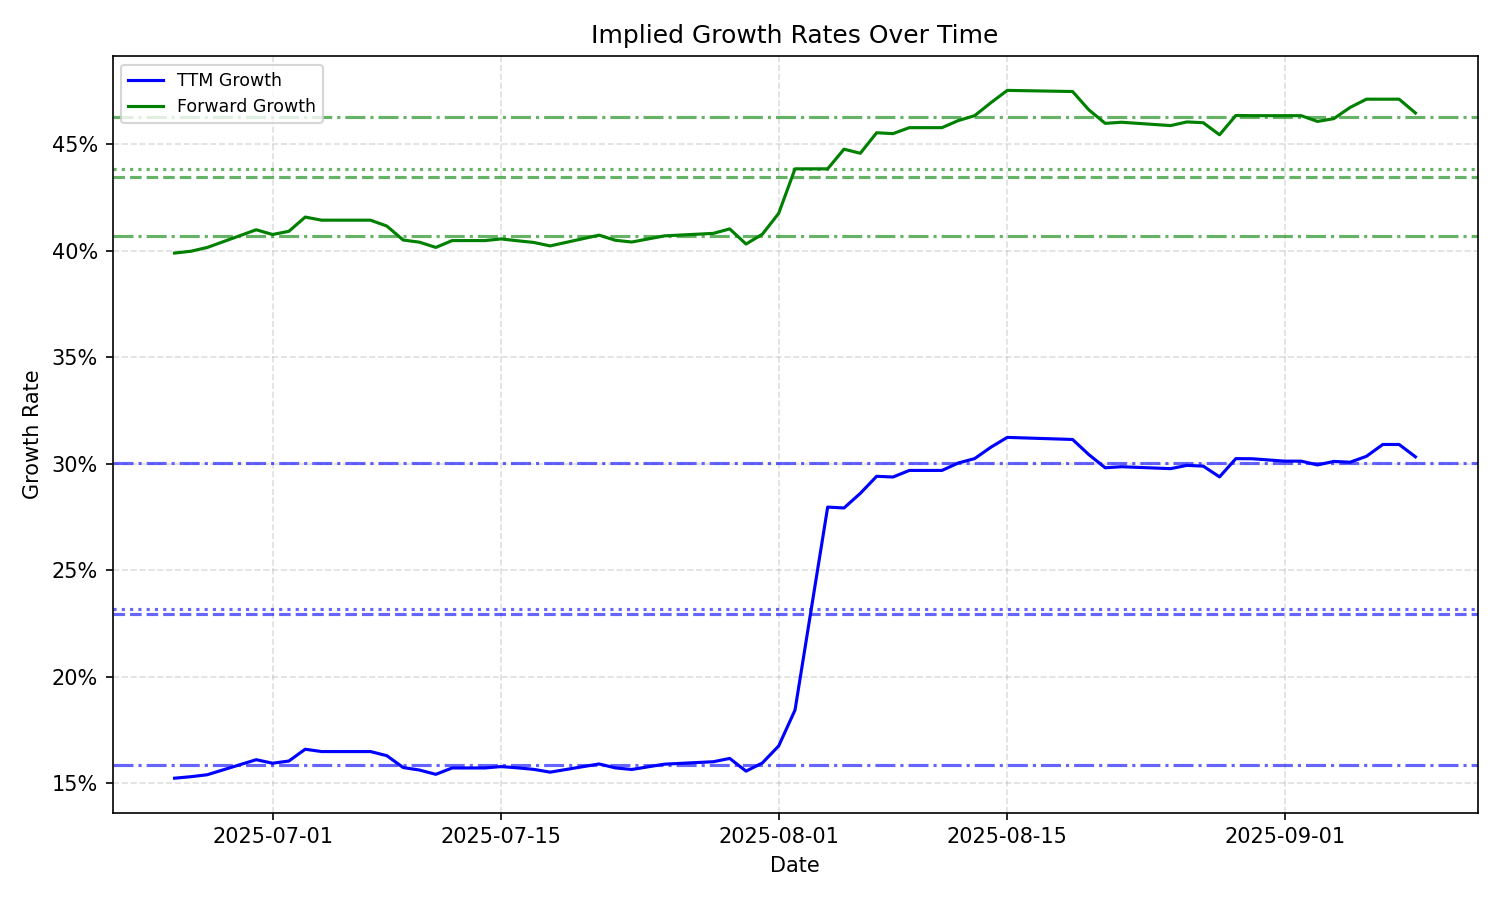 Implied Growth Rates Over Time
TTM Growth
Forward Growth
45%
40%
35%
30%
25%
20%
15%
Growth Rate
2025-07-01
2025-07-15
2025-08-01
2025-08-15
2025-09-01
Date